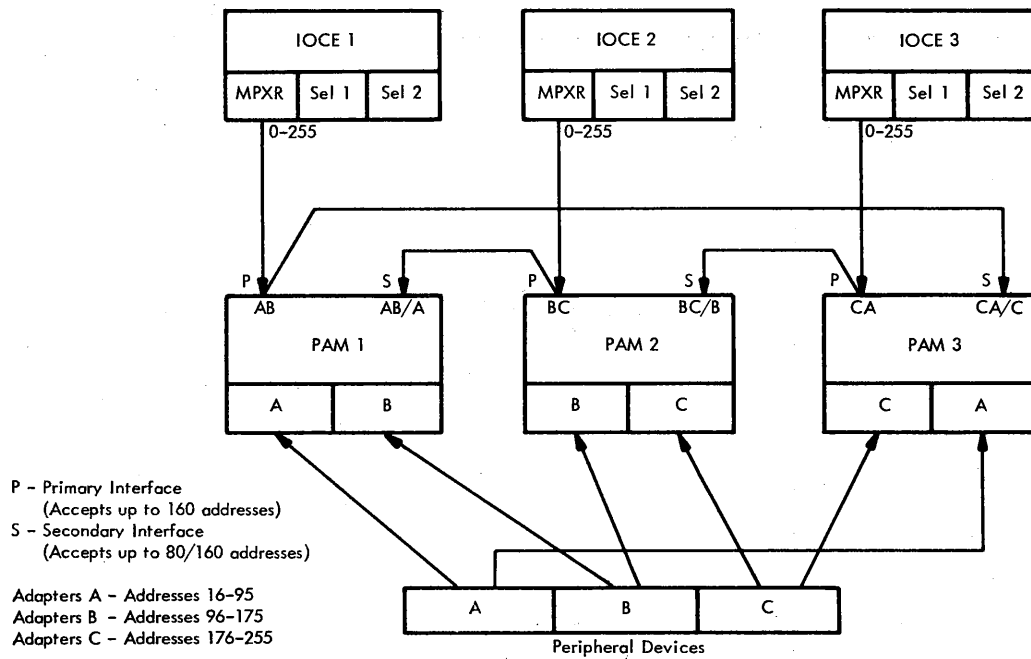 IOCE 1
IOCE 2
IOCE 3
MPXR Sel 1 Sel 2
MPXR Sel 1 Sel 2
MPXR Sel 1 Sel 2
0-255
0-255
0-255
P S P S P S
AB AB/A BC BC/B CA CA/C
PAM 1
PAM 2
PAM 3
A B B C C A
P - Primary Interface
(Accepts up to 160 addresses)
S - Secondary Interface
(Accepts up to 80/160 addresses)
Adapters A - Addresses 16-95
Adapters B - Addresses 96-175
Adapters C - Addresses 176-255
A B C
Peripheral Devices